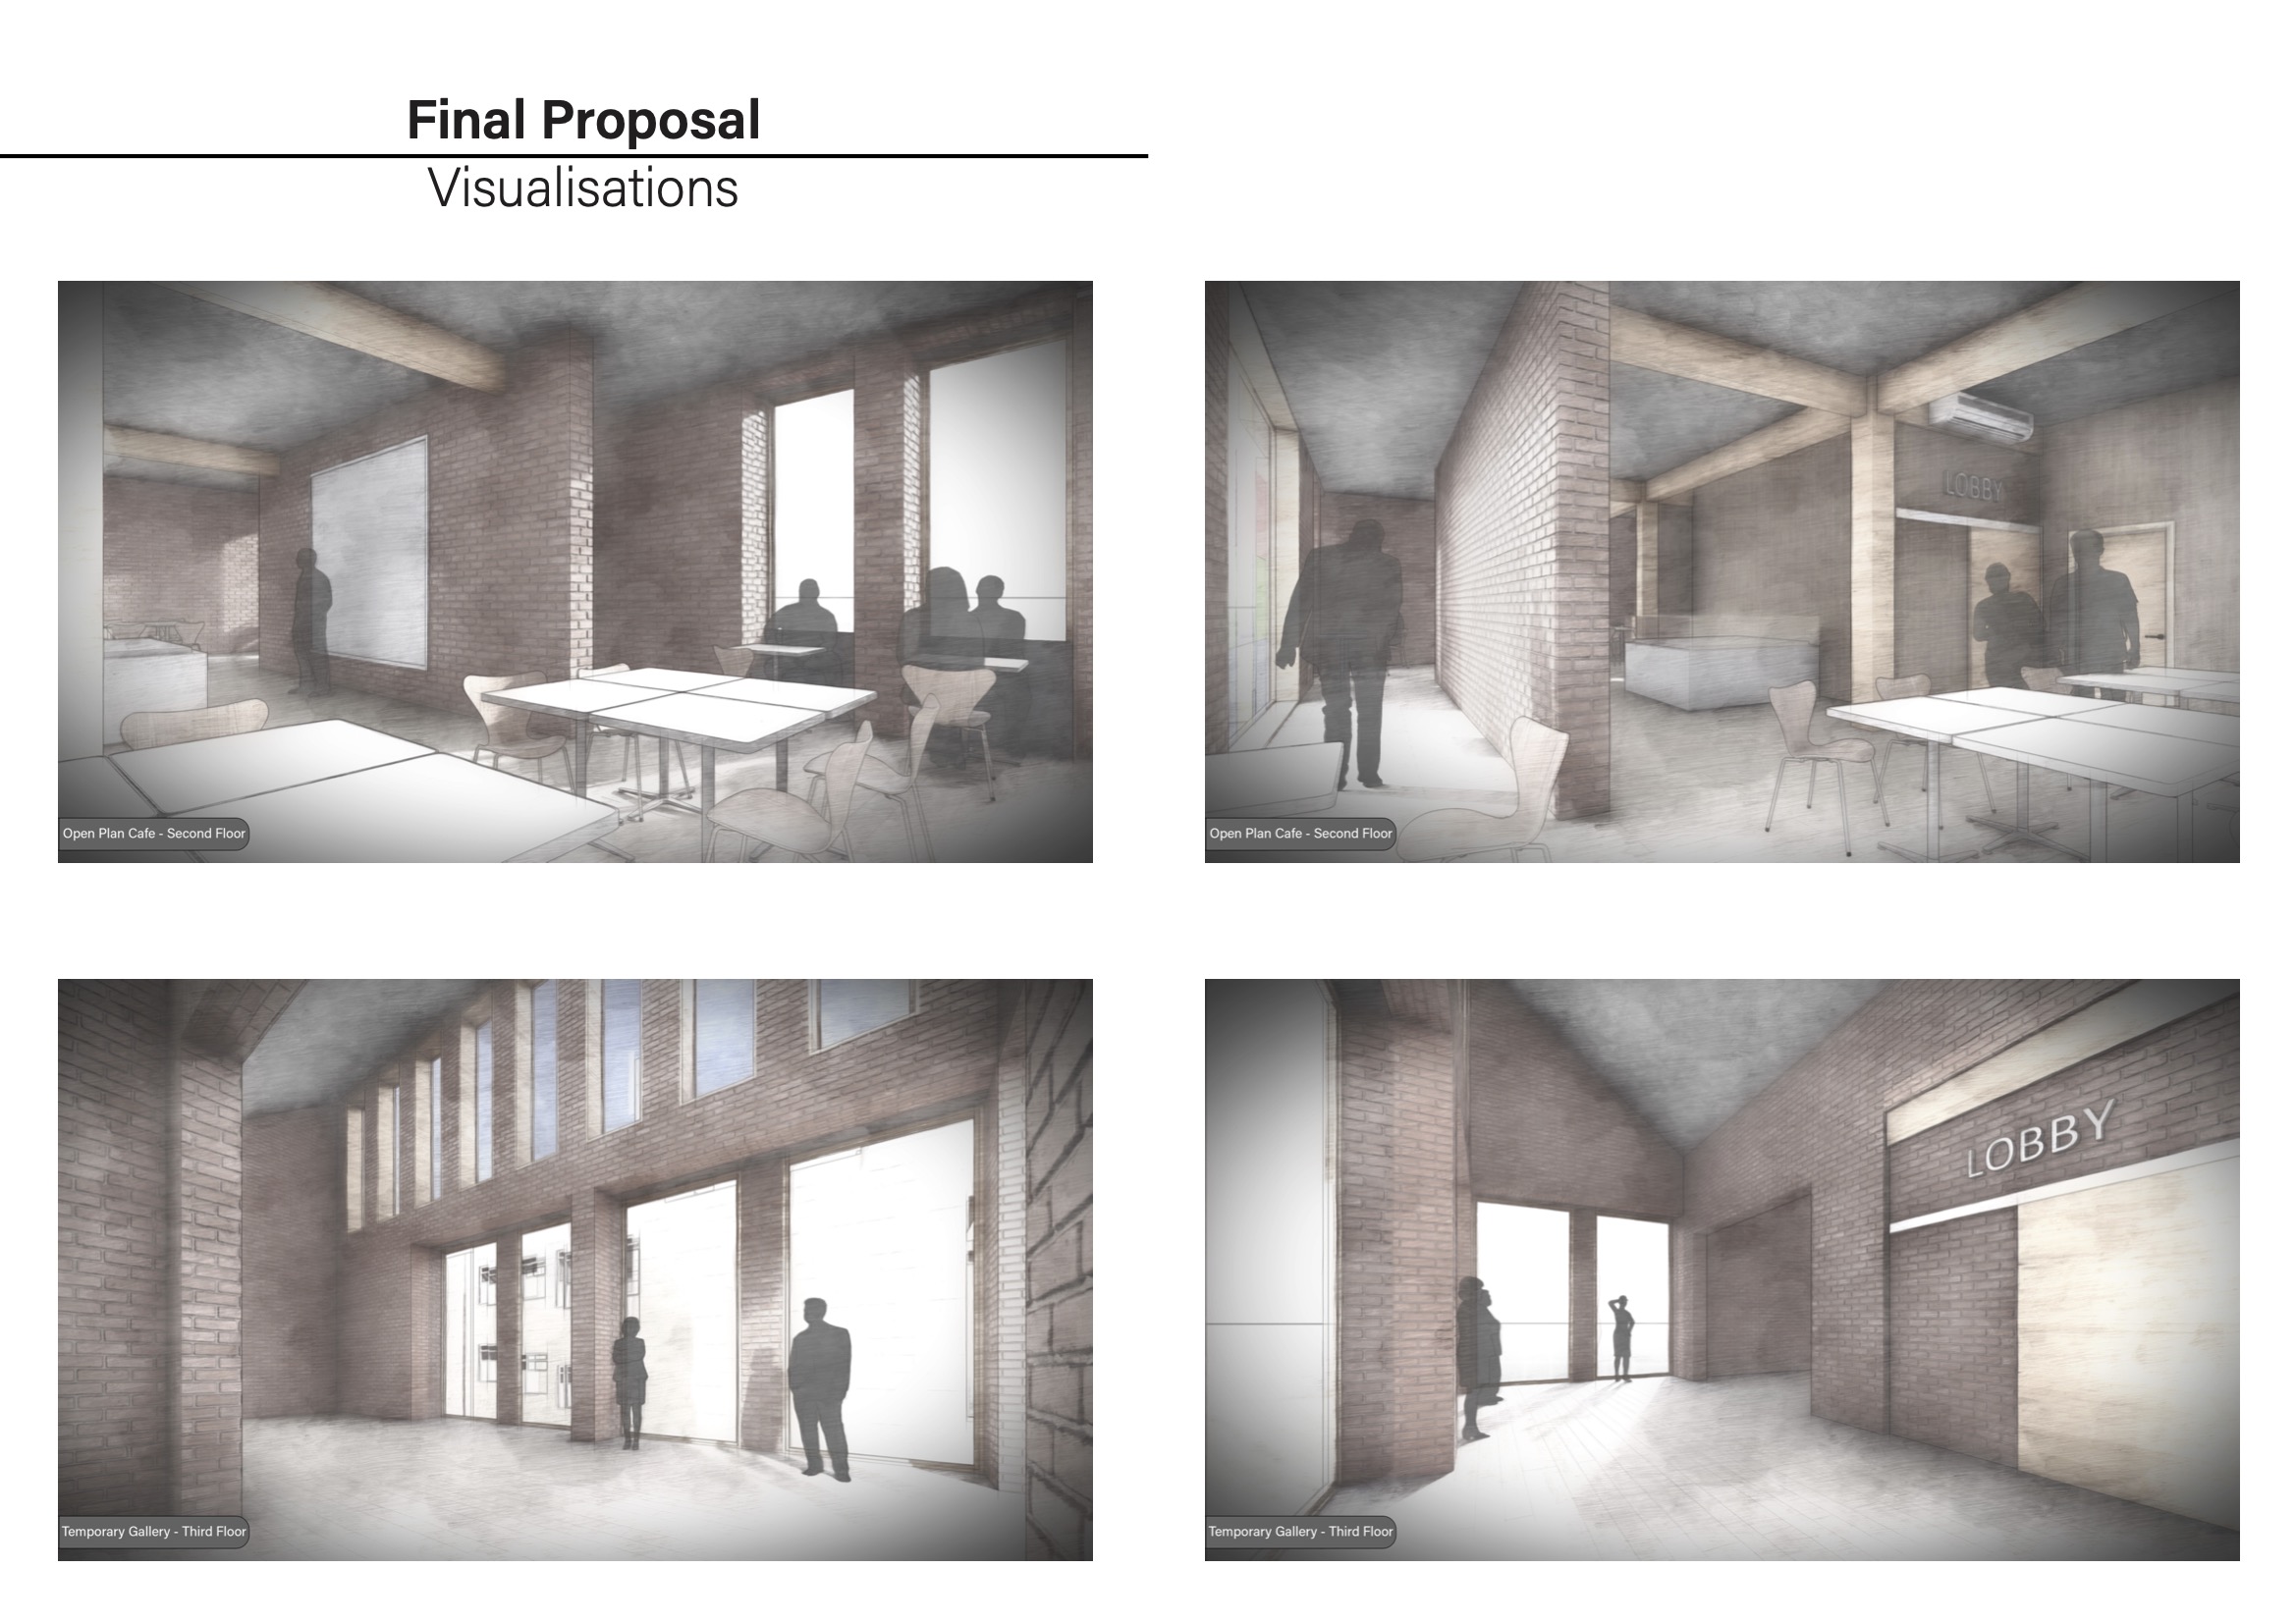 Final Proposal
Visualisations
Open Plan Cafe - Second Floor
LOBBY
Open Plan Cafe - Second Floor
Temporary Gallery - Third Floor
LOBBY
Temporary Gallery - Third Floor